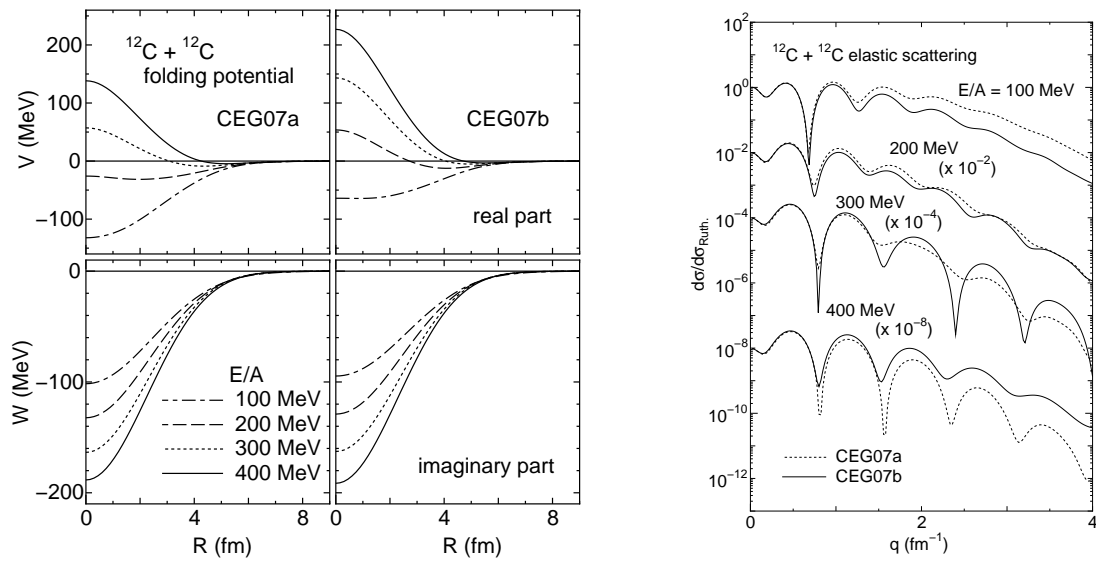 200
100
0
−100
V (MeV)
¹²C + ¹²C
folding potential
CEG07a
CEG07b
real part
0
−100
−200
W (MeV)
E/A
100 MeV
200 MeV
300 MeV
400 MeV
imaginary part
0 4 8 0 4 8
R (fm) R (fm)
10²
10⁰
10⁻²
10⁻⁴
10⁻⁶
10⁻⁸
10⁻¹⁰
10⁻¹²
dσ/dσRuth.
¹²C + ¹²C elastic scattering
E/A = 100 MeV
200 MeV
(x 10⁻²)
300 MeV
(x 10⁻⁴)
400 MeV
(x 10⁻⁸)
CEG07a
CEG07b
0 2 4
q (fm⁻¹)